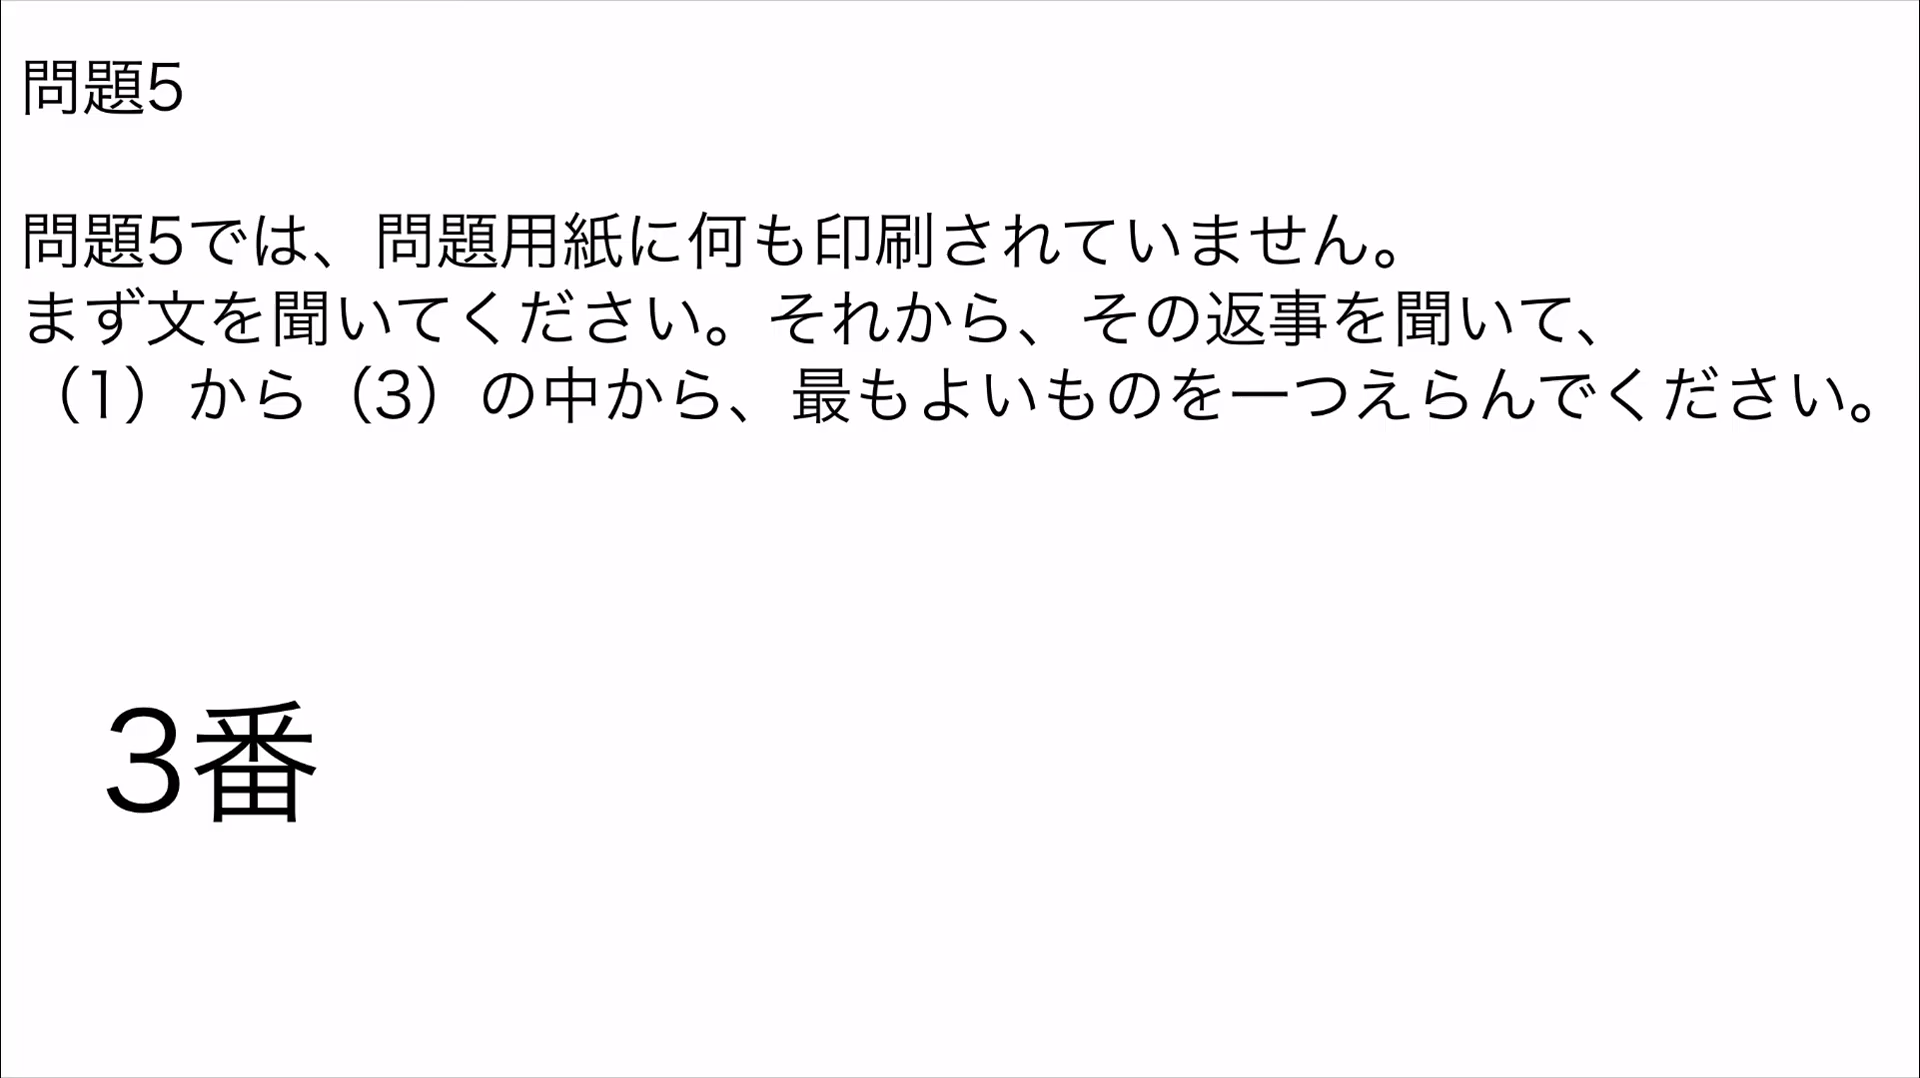 問題5
問題5では、問題用紙に何も印刷されていません。
まず文を聞いてください。それから、その返事を聞いて、
（1）から（3）の中から、最もよいものを一つえらんでください。
3番